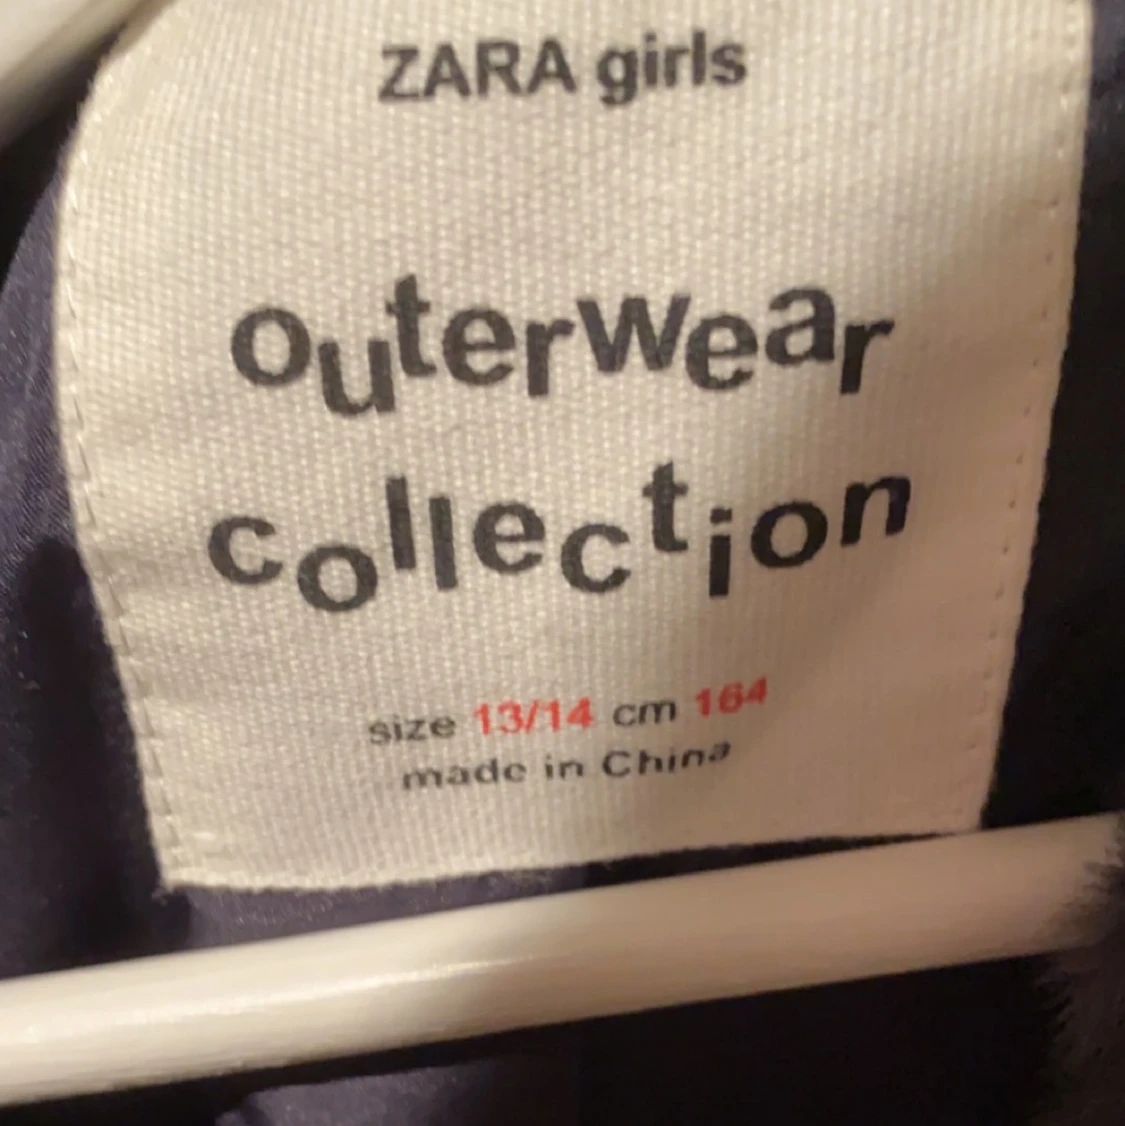 ZARA girls
outerwear
collection
size 13/14 cm 164
made in China